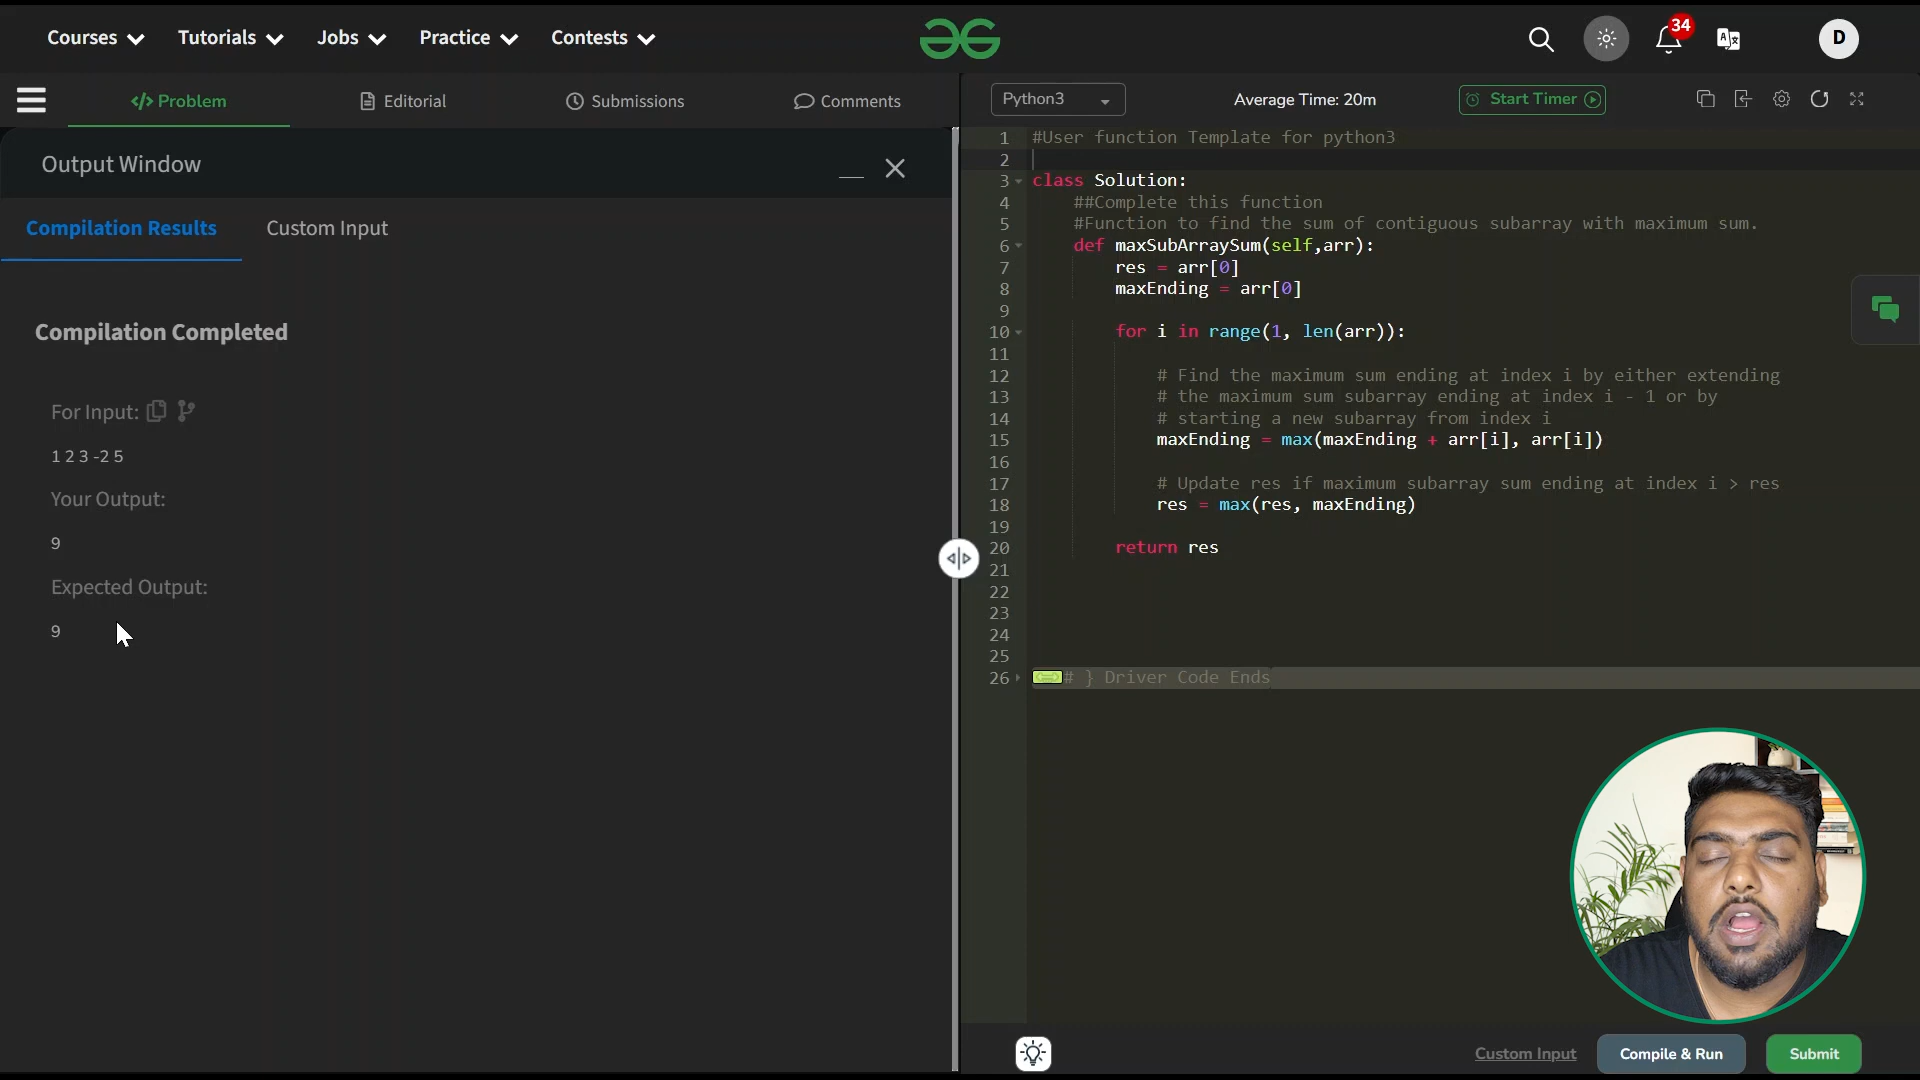 Courses Tutorials Jobs Practice Contests 34 D
Problem Editorial Submissions Comments
Python3 Average Time: 20m Start Timer
Output Window
Compilation Results Custom Input
Compilation Completed
For Input:
1 2 3 -2 5
Your Output:
9
Expected Output:
9
1 #User function Template for python3
2
3 class Solution:
4 ##Complete this function
5 #Function to find the sum of contiguous subarray with maximum sum.
6 def maxSubArraySum(self,arr):
7 res = arr[0]
8 maxEnding = arr[0]
9
10 for i in range(1, len(arr)):
11
12 # Find the maximum sum ending at index i by either extending
13 # the maximum sum subarray ending at index i - 1 or by
14 # starting a new subarray from index i
15 maxEnding = max(maxEnding + arr[i], arr[i])
16
17 # Update res if maximum subarray sum ending at index i > res
18 res = max(res, maxEnding)
19
20 return res
21
22
23
24
25
26 # } Driver Code Ends
Custom Input Compile & Run Submit